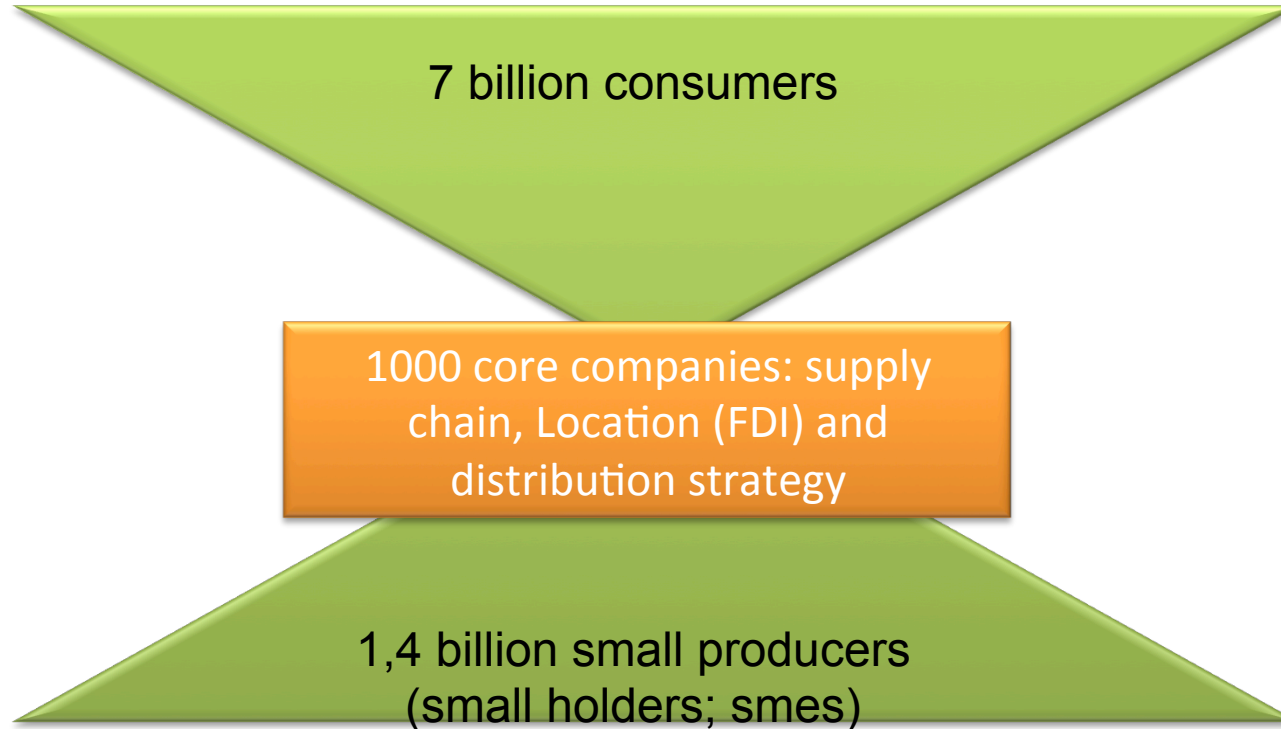 7 billion consumers
1000 core companies: supply
chain, Location (FDI) and
distribution strategy
1,4 billion small producers
(small holders; smes)